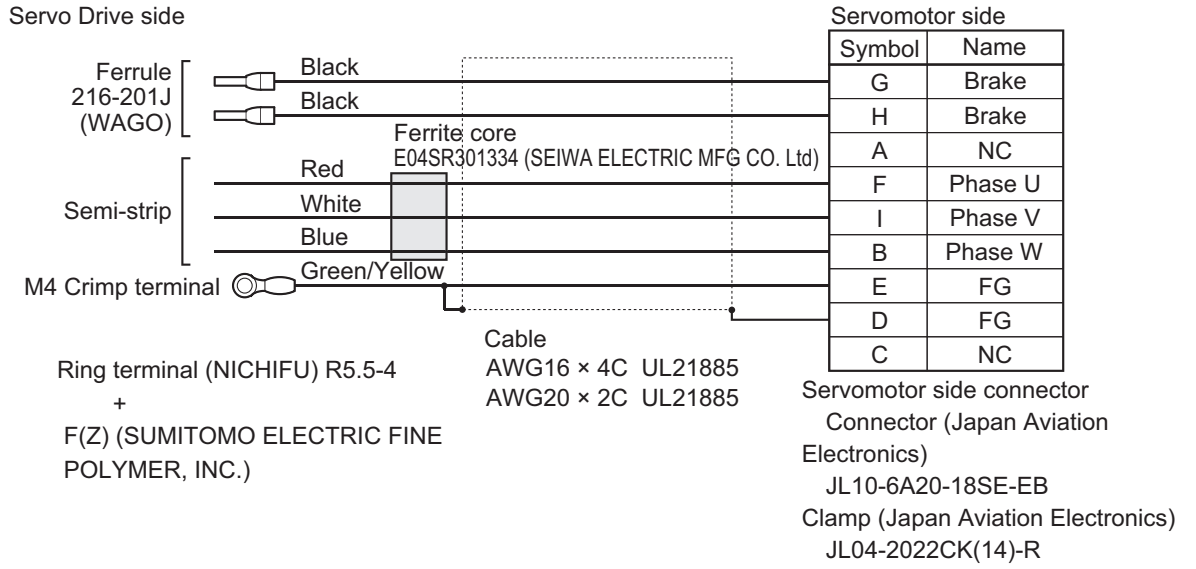 Servo Drive side
Servomotor side
Ferrule
216-201J
(WAGO)
Black
Black
Ferrite core
E04SR301334 (SEIWA ELECTRIC MFG CO. Ltd)
Semi-strip
Red
White
Blue
Green/Yellow
M4 Crimp terminal
Symbol Name
G Brake
H Brake
A NC
F Phase U
I Phase V
B Phase W
E FG
D FG
C NC
Cable
AWG16 × 4C UL21885
AWG20 × 2C UL21885
Ring terminal (NICHIFU) R5.5-4
+
F(Z) (SUMITOMO ELECTRIC FINE
POLYMER, INC.)
Servomotor side connector
Connector (Japan Aviation
Electronics)
JL10-6A20-18SE-EB
Clamp (Japan Aviation Electronics)
JL04-2022CK(14)-R